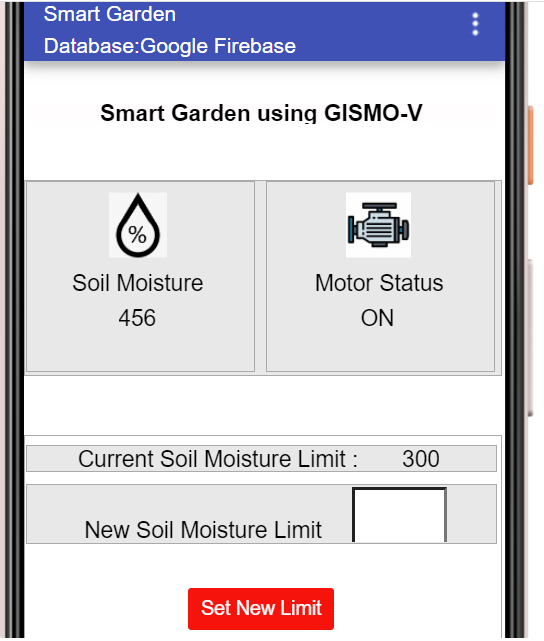 Smart Garden
Database:Google Firebase
Smart Garden using GISMO-V
%
Soil Moisture
456
Motor Status
ON
Current Soil Moisture Limit : 300
New Soil Moisture Limit
Set New Limit